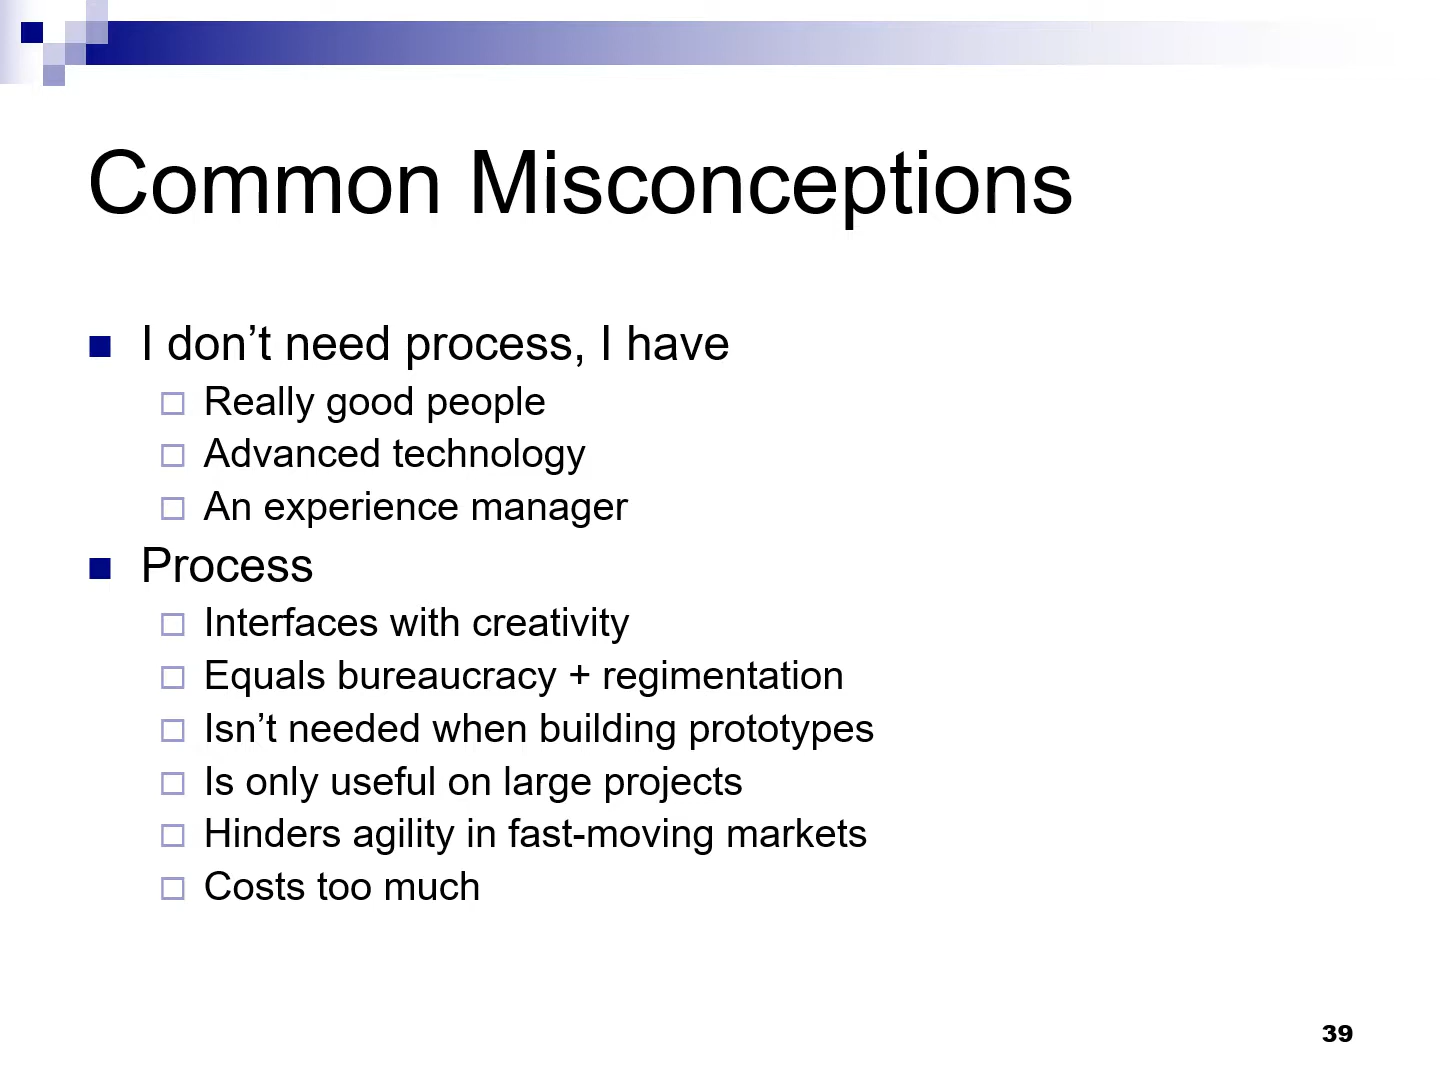 Common Misconceptions
I don’t need process, I have
Really good people
Advanced technology
An experience manager
Process
Interfaces with creativity
Equals bureaucracy + regimentation
Isn’t needed when building prototypes
Is only useful on large projects
Hinders agility in fast-moving markets
Costs too much
39